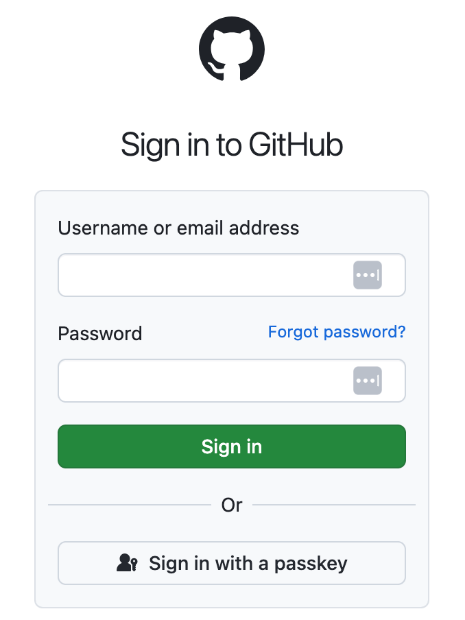 Sign in to GitHub
Username or email address
Password
Forgot password?
Sign in
Or
Sign in with a passkey